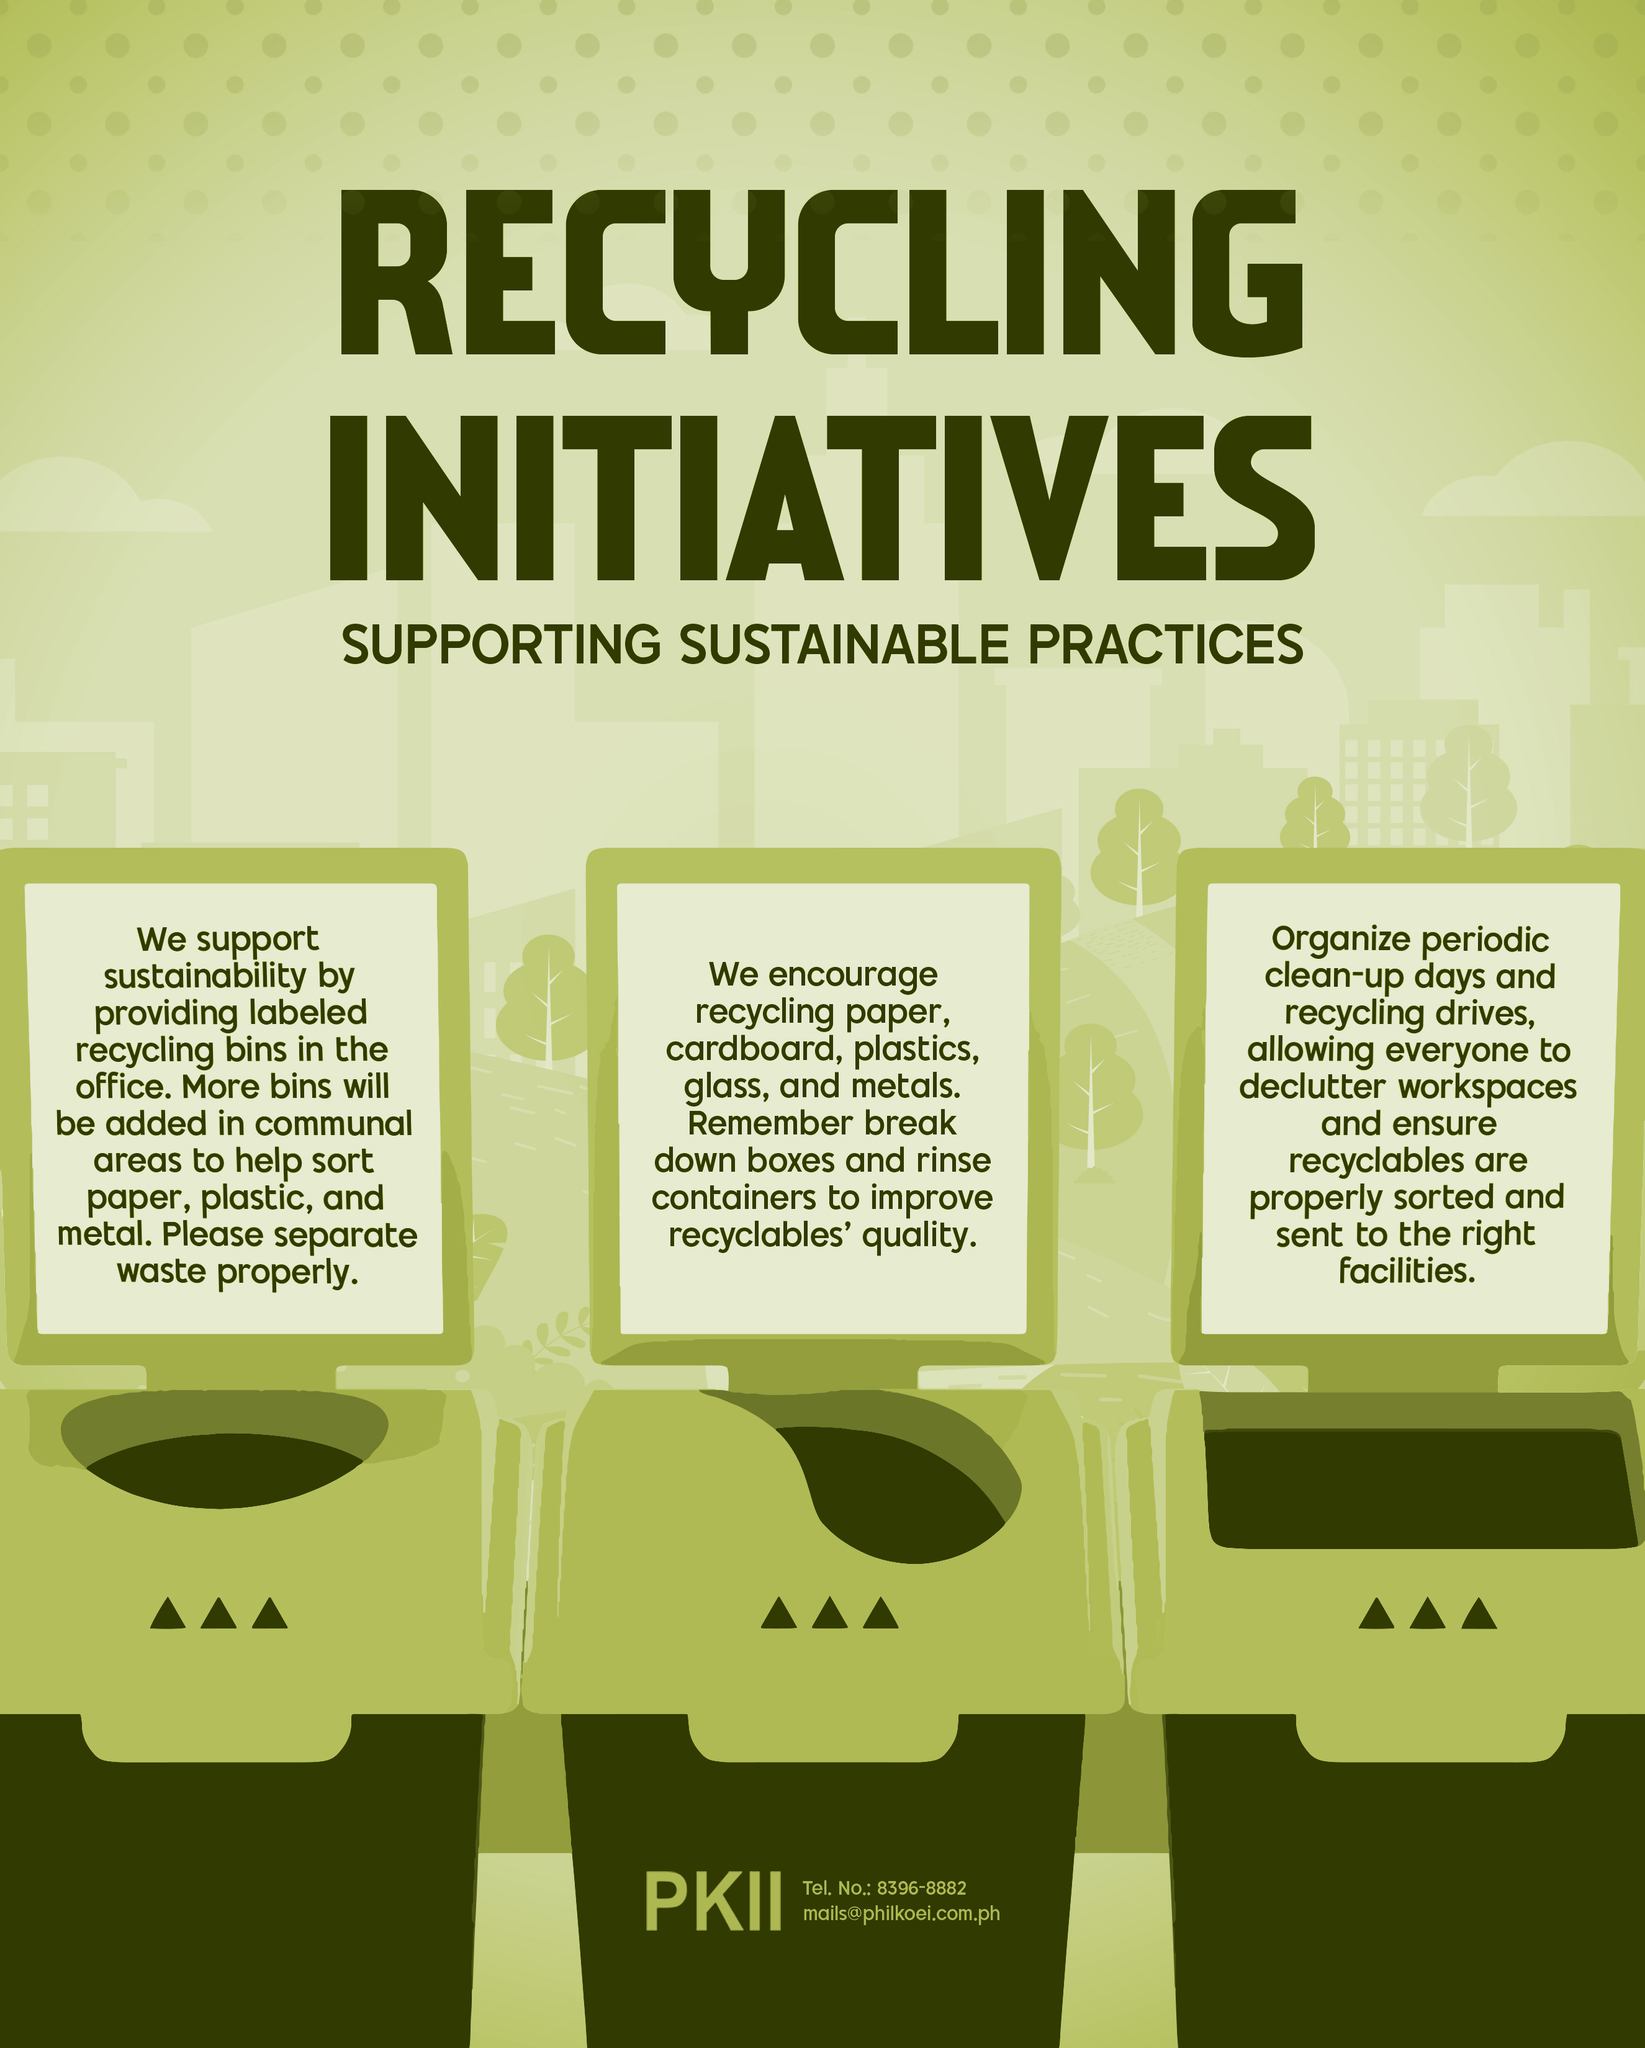 RECYCLING
INITIATIVES
SUPPORTING SUSTAINABLE PRACTICES
We support
sustainability by
providing labeled
recycling bins in the
office. More bins will
be added in communal
areas to help sort
paper, plastic, and
metal. Please separate
waste properly.
We encourage
recycling paper,
cardboard, plastics,
glass, and metals.
Remember break
down boxes and rinse
containers to improve
recyclables’ quality.
Organize periodic
clean-up days and
recycling drives,
allowing everyone to
declutter workspaces
and ensure
recyclables are
properly sorted and
sent to the right
facilities.
PKII
Tel. No.: 8396-8882
mails@philkoei.com.ph